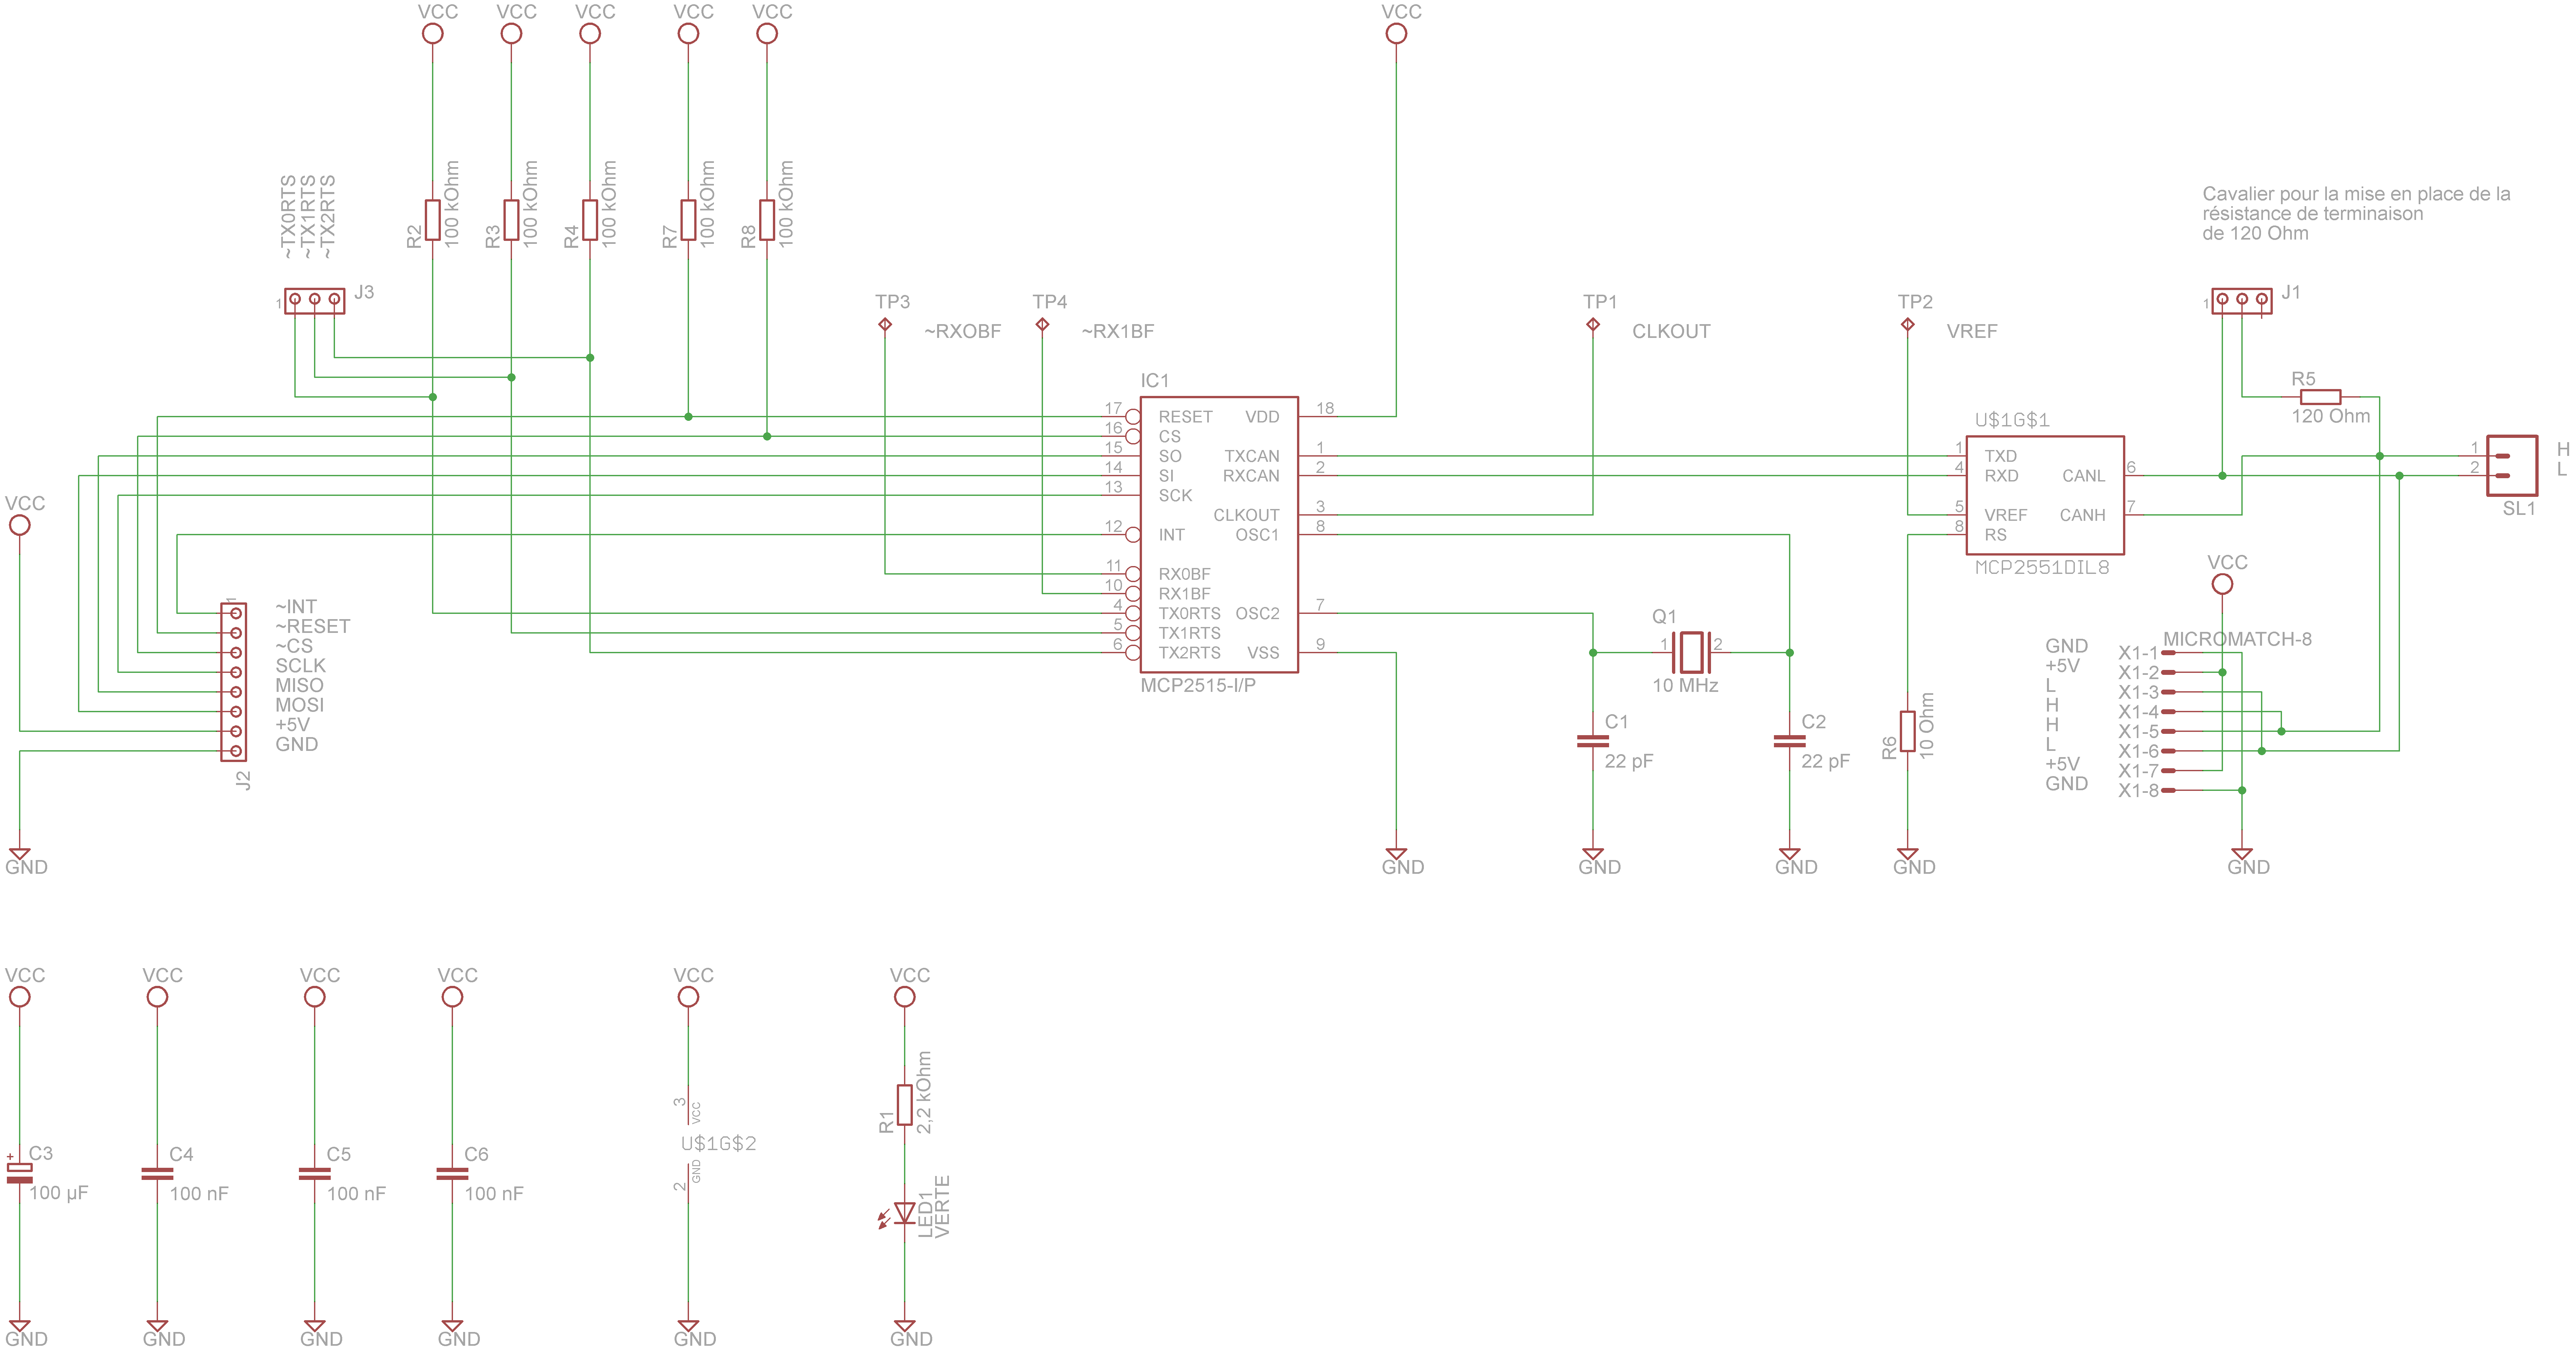 VCC VCC VCC VCC VCC VCC
~TX0RTS
~TX1RTS
~TX2RTS
R2 100 kOhm
R3 100 kOhm
R4 100 kOhm
R7 100 kOhm
R8 100 kOhm
Cavalier pour la mise en place de la
résistance de terminaison
de 120 Ohm
1 J3
TP3 ~RXOBF
TP4 ~RX1BF
TP1 CLKOUT
TP2 VREF
1 J1
R5
120 Ohm
IC1
17 RESET VDD 18
16 CS
15 SO TXCAN 1
14 SI RXCAN 2
13 SCK
CLKOUT 3
12 INT OSC1 8
11 RX0BF
10 RX1BF
4 TX0RTS OSC2 7
5 TX1RTS
6 TX2RTS VSS 9
MCP2515-I/P
U$1G$1
1 TXD
4 RXD CANL 6
5 VREF CANH 7
8 RS
MCP2551DIL8
1 H
2 L
SL1
VCC
1
~INT
~RESET
~CS
SCLK
MISO
MOSI
+5V
GND
J2
GND
Q1
1 2
10 MHz
C1
22 pF
C2
22 pF
R6 10 Ohm
VCC
MICROMATCH-8
GND X1-1
+5V X1-2
L X1-3
H X1-4
H X1-5
L X1-6
+5V X1-7
GND X1-8
GND GND GND GND GND
VCC VCC VCC VCC VCC VCC
+ C3
100 µF
C4
100 nF
C5
100 nF
C6
100 nF
3 VCC
U$1G$2
2 GND
R1 2,2 kOhm
LED1
VERTE
GND GND GND GND GND GND